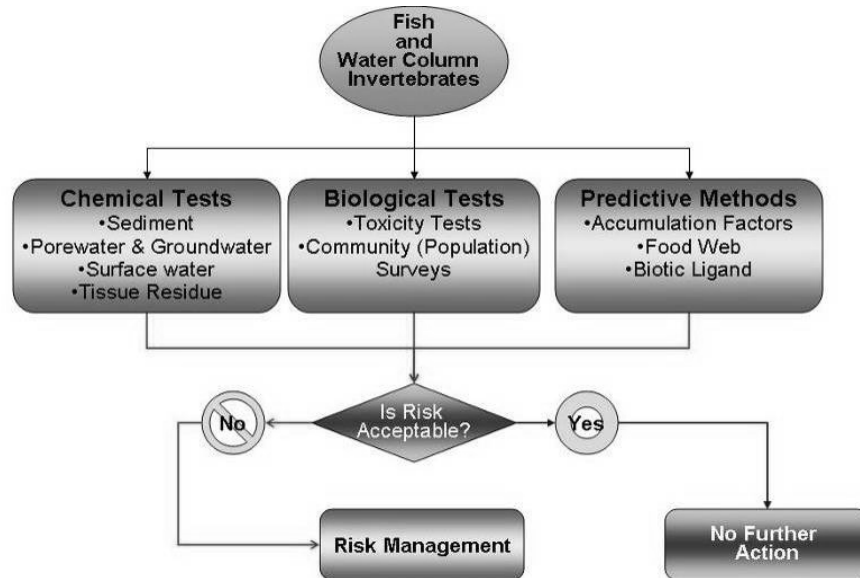 Fish
and
Water Column
Invertebrates
Chemical Tests
•Sediment
•Porewater & Groundwater
•Surface water
•Tissue Residue
Biological Tests
•Toxicity Tests
•Community (Population)
Surveys
Predictive Methods
•Accumulation Factors
•Food Web
•Biotic Ligand
Is Risk
Acceptable?
No
Yes
Risk Management
No Further
Action